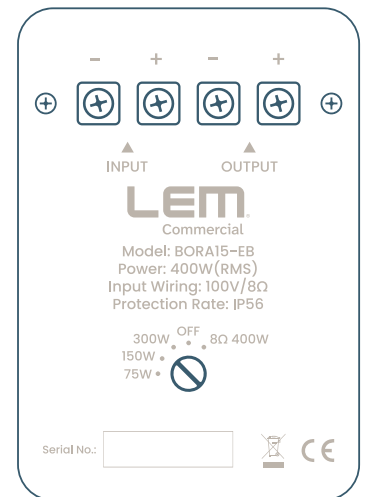 - + - +
INPUT OUTPUT
LEM
Commercial
Model: BORA15-EB
Power: 400W(RMS)
Input Wiring: 100V/8Ω
Protection Rate: IP56
OFF
300W 8Ω 400W
150W
75W
Serial No.: CE